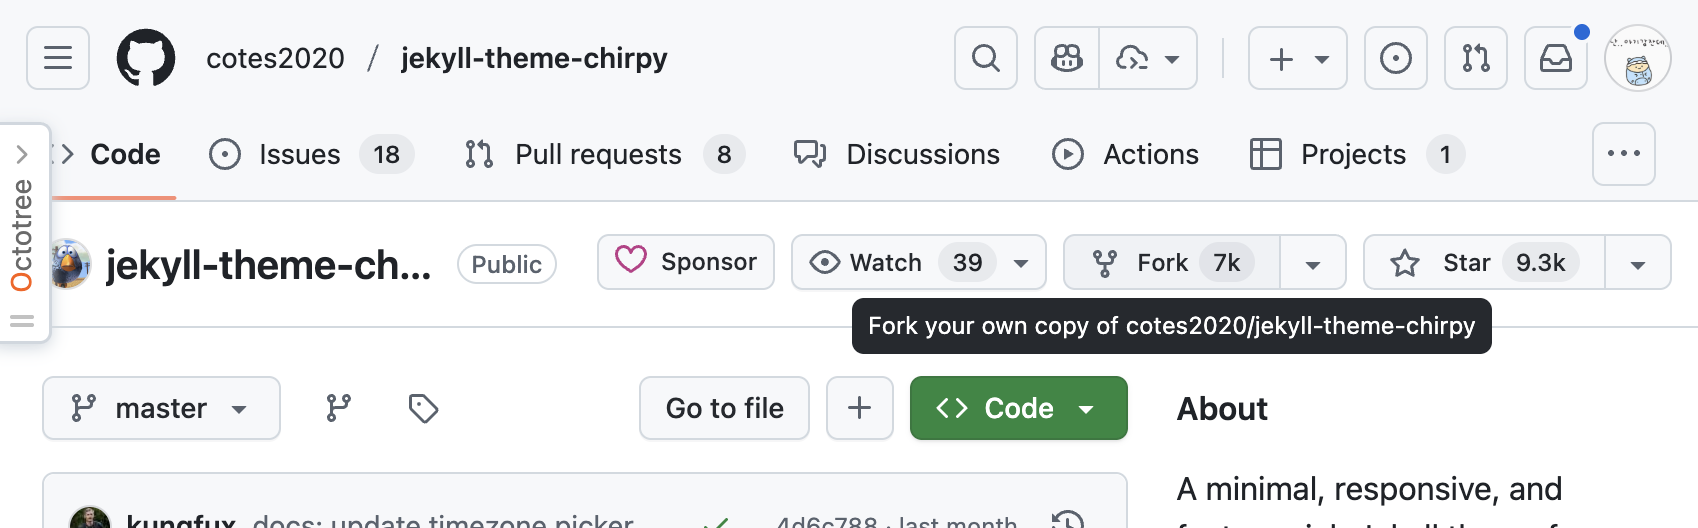 cotes2020 / jekyll-theme-chirpy
Code Issues 18 Pull requests 8 Discussions Actions Projects 1
Octotree
jekyll-theme-ch... Public Sponsor Watch 39 Fork 7k Star 9.3k
Fork your own copy of cotes2020/jekyll-theme-chirpy
master Go to file Code About
A minimal, responsive, and
kungfux docs: update timezone picker 4d6c788 · last month